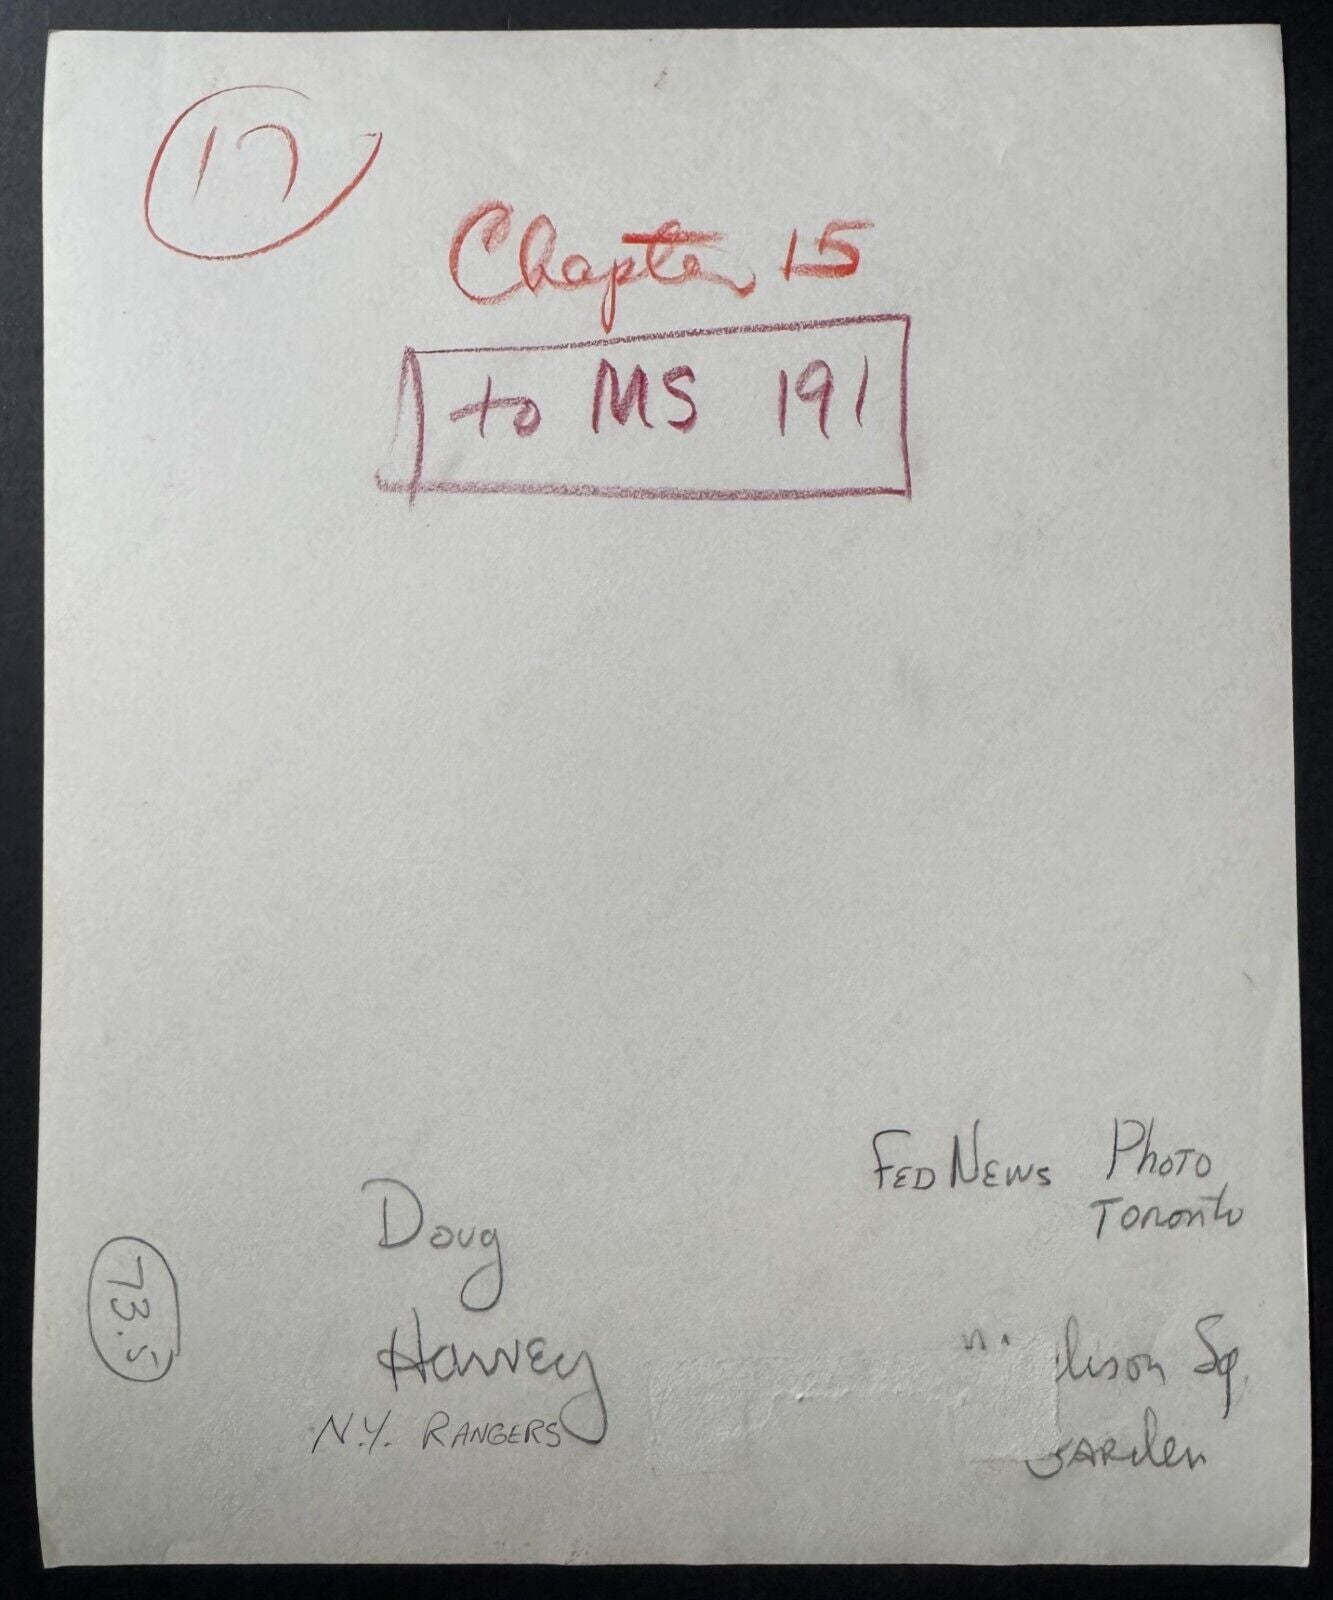 17
Chapter 15
to MS 191
FED NEWS PHOTO
TORONTO
Doug
Harvey
N.Y. RANGERS
73.5
Sq.
Garden